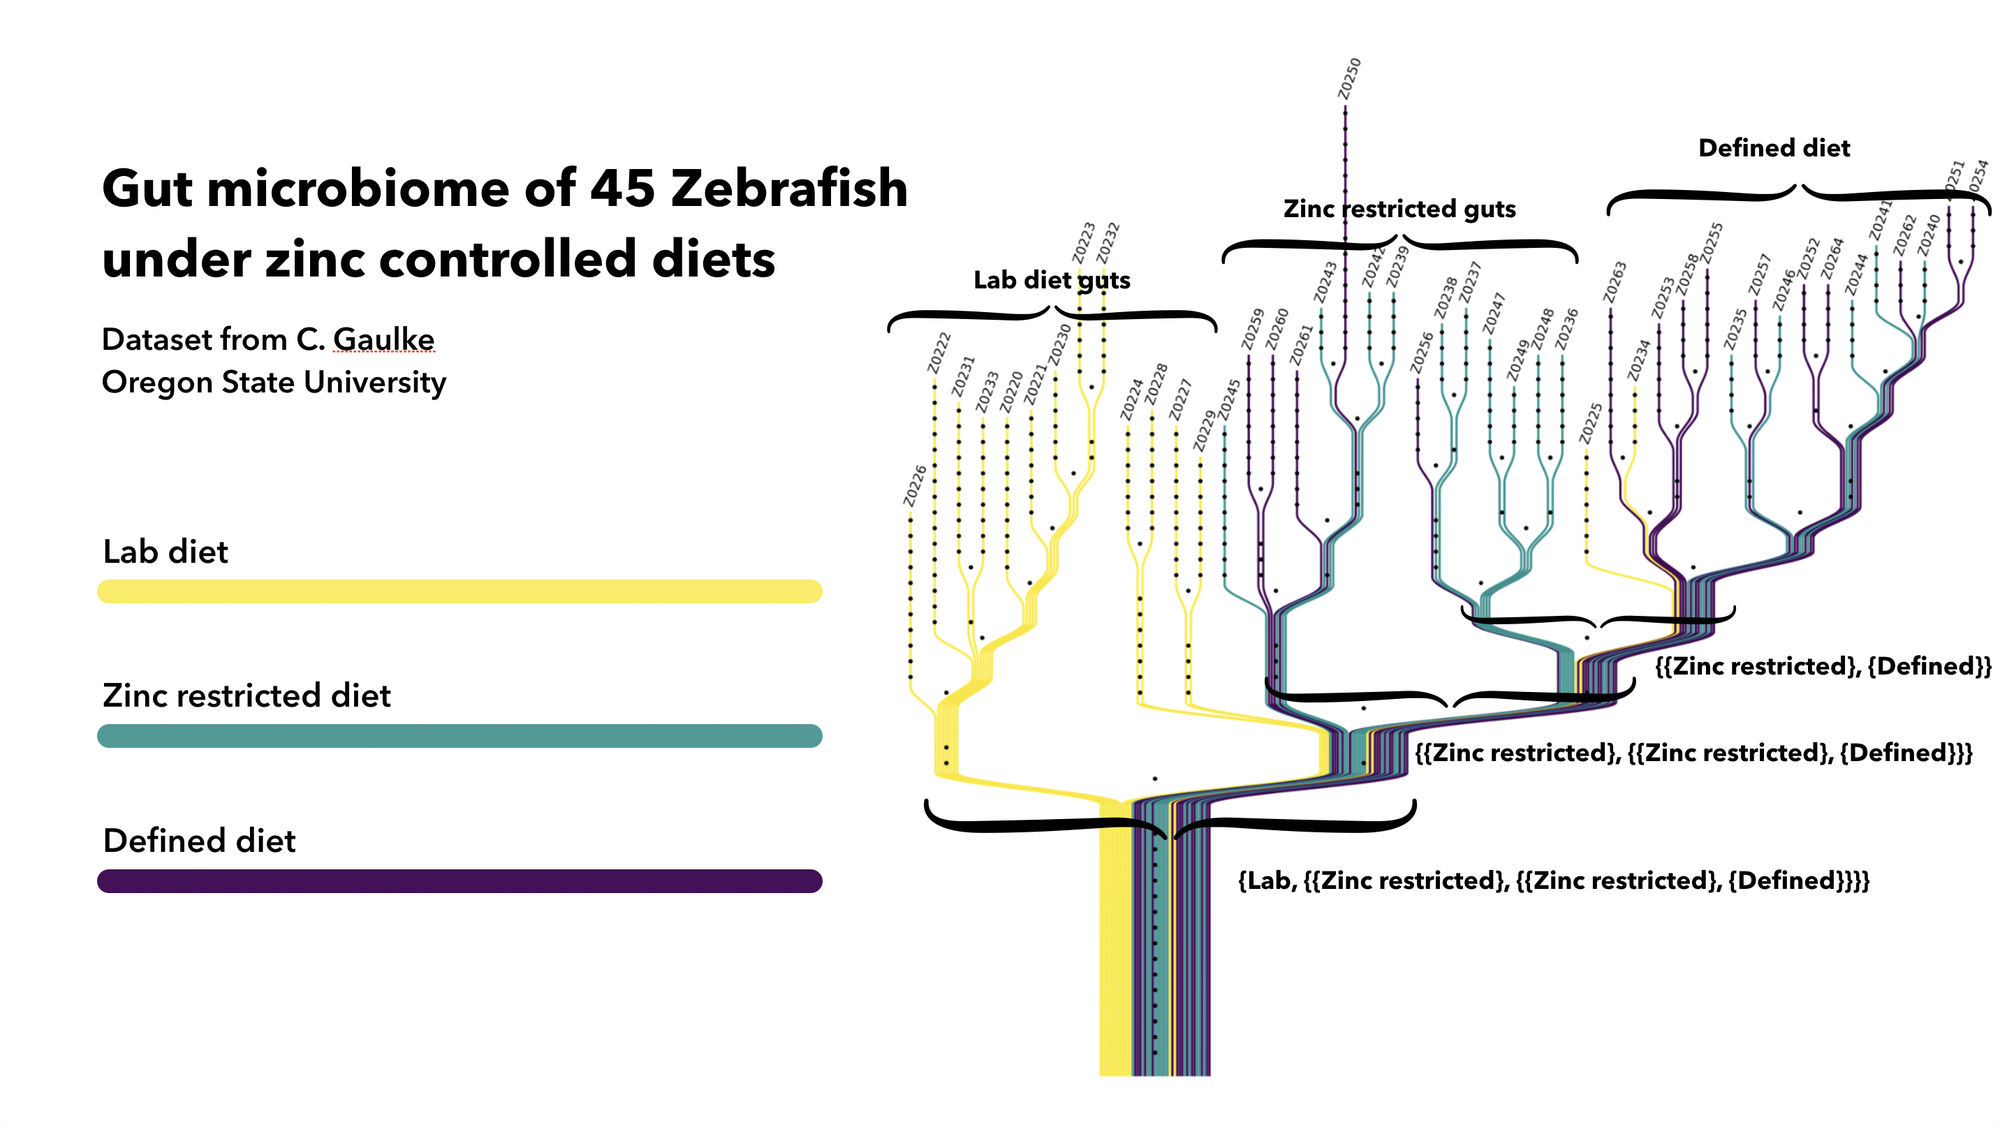 Gut microbiome of 45 Zebrafish
under zinc controlled diets
Dataset from C. Gaulke
Oregon State University
Lab diet
Zinc restricted diet
Defined diet
Lab diet guts
Zinc restricted guts
Defined diet
Z0226
Z0222
Z0231
Z0233
Z0220
Z0221
Z0230
Z0223
Z0232
Z0224
Z0228
Z0227
Z0229
Z0245
Z0259
Z0260
Z0261
Z0243
Z0250
Z0242
Z0239
Z0256
Z0238
Z0237
Z0247
Z0249
Z0248
Z0236
Z0225
Z0263
Z0234
Z0253
Z0258
Z0255
Z0235
Z0257
Z0246
Z0252
Z0264
Z0244
Z0241
Z0262
Z0240
Z0251
Z0254
{{Zinc restricted}, {Defined}}
{{Zinc restricted}, {{Zinc restricted}, {Defined}}}
{Lab, {{Zinc restricted}, {{Zinc restricted}, {Defined}}}}